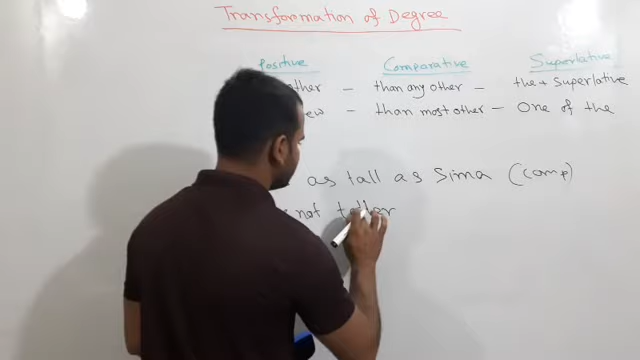 Transformation of Degree
Positive Comparative Superlative
other - than any other - the + Superlative
- than most other - One of the
as tall as Sima (comp)
not taller